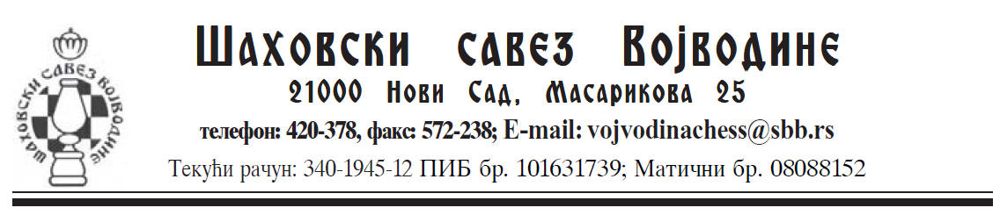 Шаховски савез Војводине
21000 Нови Сад, Масарикова 25
телефон: 420-378, факс: 572-238; E-mail: vojvodinachess@sbb.rs
Текући рачун: 340-1945-12 ПИБ бр. 101631739; Матични бр. 08088152
ШАХОВСКИ САВЕЗ ВОЈВОДИНЕ